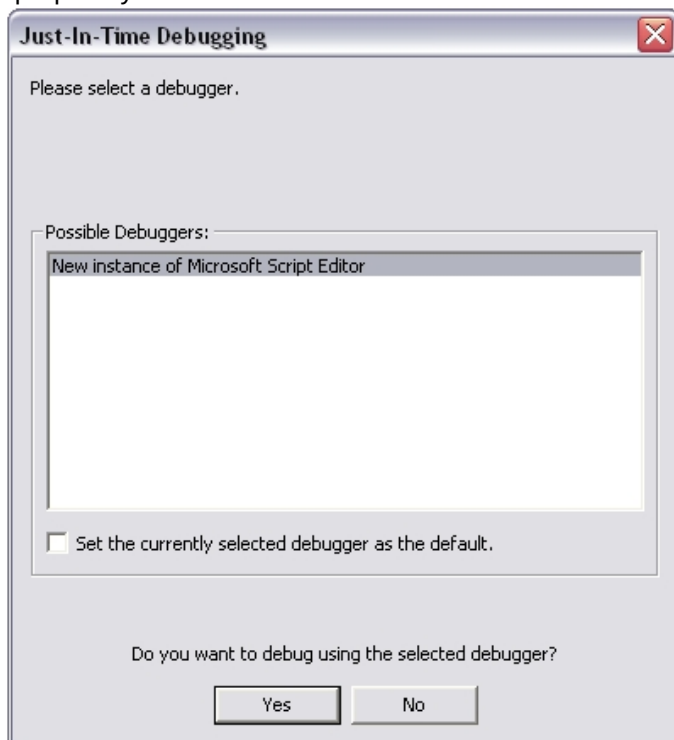 Just-In-Time Debugging
Please select a debugger.
Possible Debuggers:
New instance of Microsoft Script Editor
Set the currently selected debugger as the default.
Do you want to debug using the selected debugger?
Yes
No